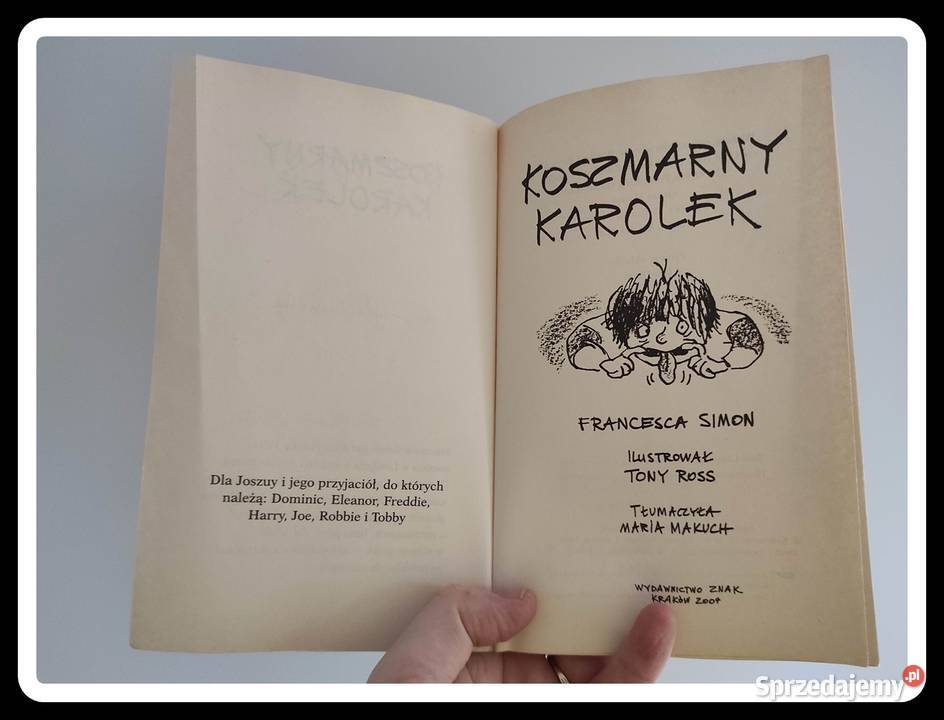 Dla Joszuy i jego przyjaciół, do których
należą: Dominic, Eleanor, Freddie,
Harry, Joe, Robbie i Tobby
KOSZMARNY
KAROLEK
FRANCESCA SIMON
ILUSTROWAŁ
TONY ROSS
TŁUMACZYŁA
MARIA MAKUCH
WYDAWNICTWO ZNAK
KRAKÓW 2009
Sprzedajemy.pl